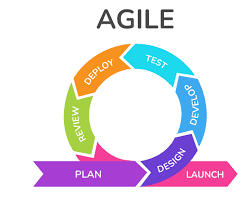 AGILE
PLAN
DESIGN
DEVELOP
TEST
DEPLOY
REVIEW
LAUNCH